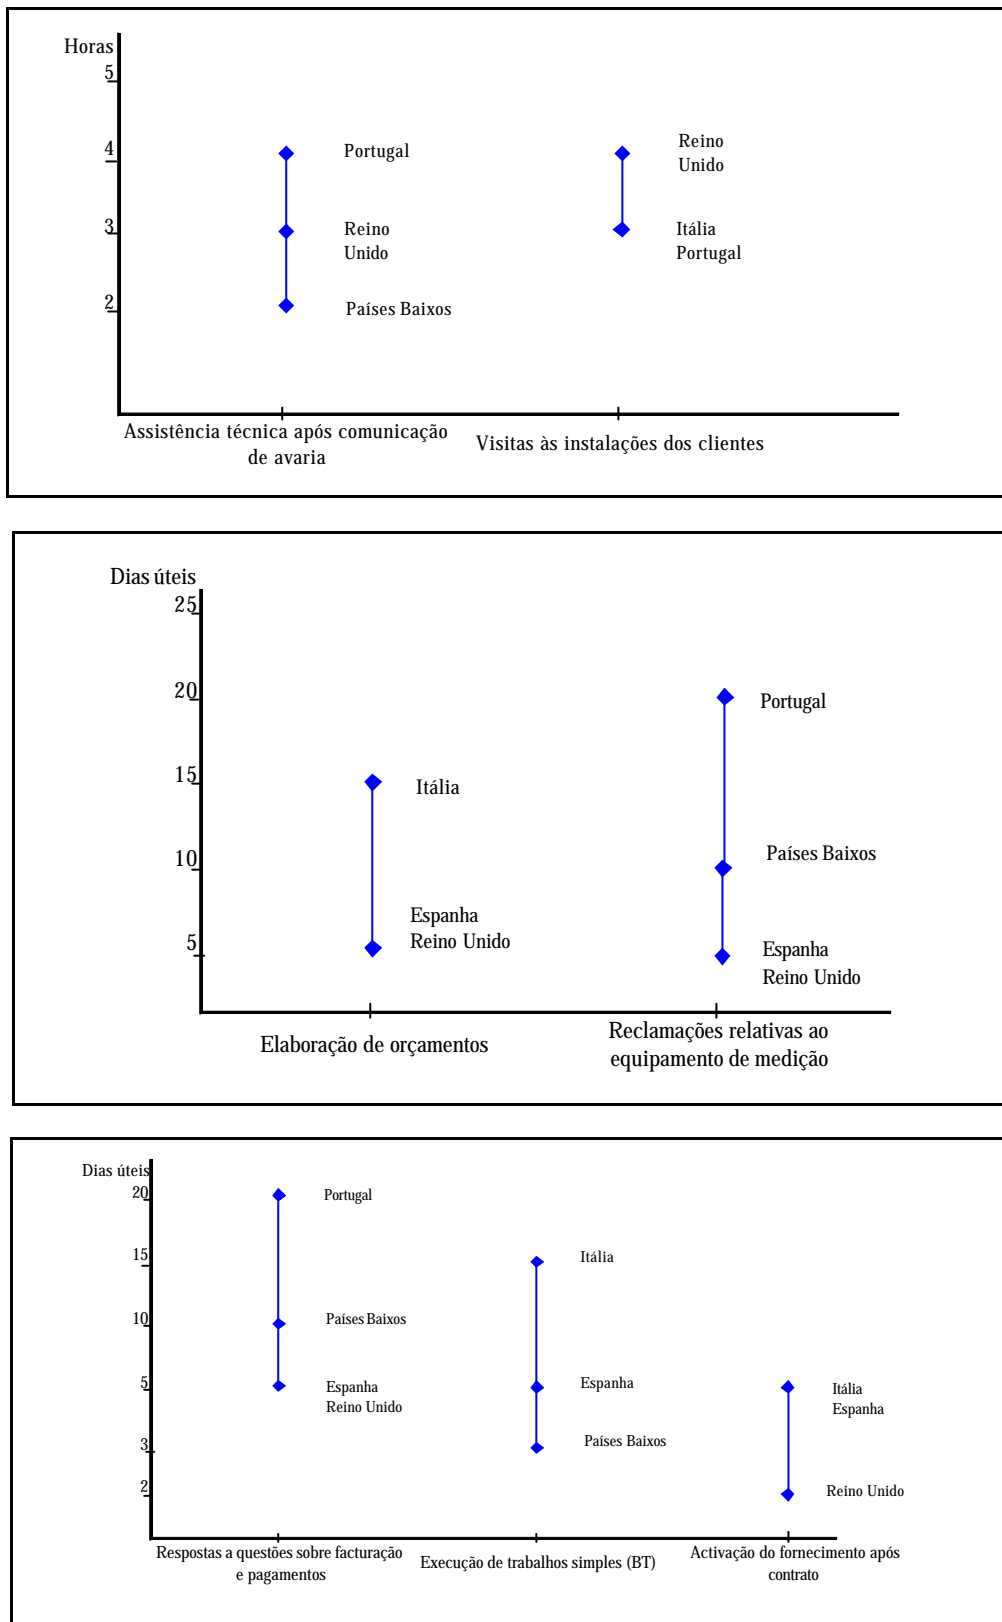 Horas
5
4
3
2
Portugal
Reino
Unido
Países Baixos
Reino
Unido
Itália
Portugal
Assistência técnica após comunicação
de avaria
Visitas às instalações dos clientes
Dias úteis
25
20
15
10
5
Itália
Espanha
Reino Unido
Portugal
Países Baixos
Espanha
Reino Unido
Elaboração de orçamentos
Reclamações relativas ao
equipamento de medição
Dias úteis
20
15
10
5
3
2
Portugal
Países Baixos
Espanha
Reino Unido
Itália
Espanha
Países Baixos
Itália
Espanha
Reino Unido
Respostas a questões sobre facturação
e pagamentos
Execução de trabalhos simples (BT)
Activação do fornecimento após
contrato